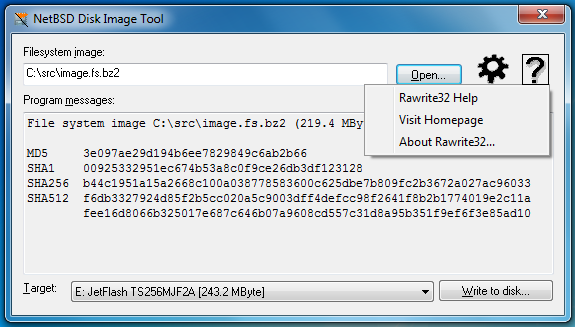 NetBSD Disk Image Tool
Filesystem image:
C:\src\image.fs.bz2
Open...
?
Rawrite32 Help
Visit Homepage
About Rawrite32...
Program messages:
File system image C:\src\image.fs.bz2 (219.4 MBy
MD5 3e097ae29d194b6ee7829849c6ab2b66
SHA1 00925332951ec674b53a8c0f9ce26db3df123128
SHA256 b44c1951a15a2668c100a038778583600c625dbe7b809fc2b3672a027ac96033
SHA512 f6db3327924d85f2b5cc020a5c9003dff4defcc98f2641f8b2b1774019e2c11a
fee16d8066b325017e687c646b07a9608cd557c31d8a95b351f9ef6f3e85ad10
Target:
E: JetFlash TS256MJF2A [243.2 MByte]
Write to disk...